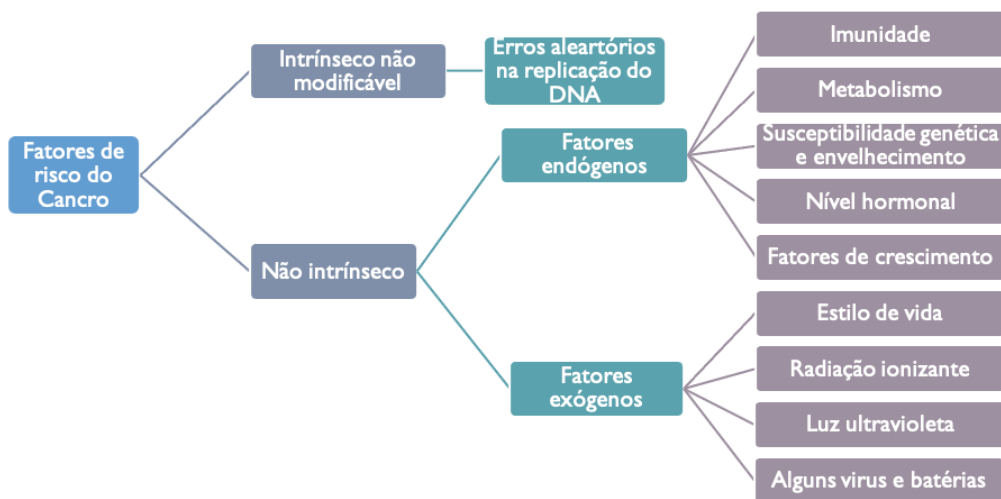 Fatores de
risco do
Cancro
Intrínseco não
modificável
Erros aleartórios
na replicação do
DNA
Não intrínseco
Fatores
endógenos
Imunidade
Metabolismo
Susceptibilidade genética
e envelhecimento
Nível hormonal
Fatores de crescimento
Fatores
exógenos
Estilo de vida
Radiação ionizante
Luz ultravioleta
Alguns virus e batérias